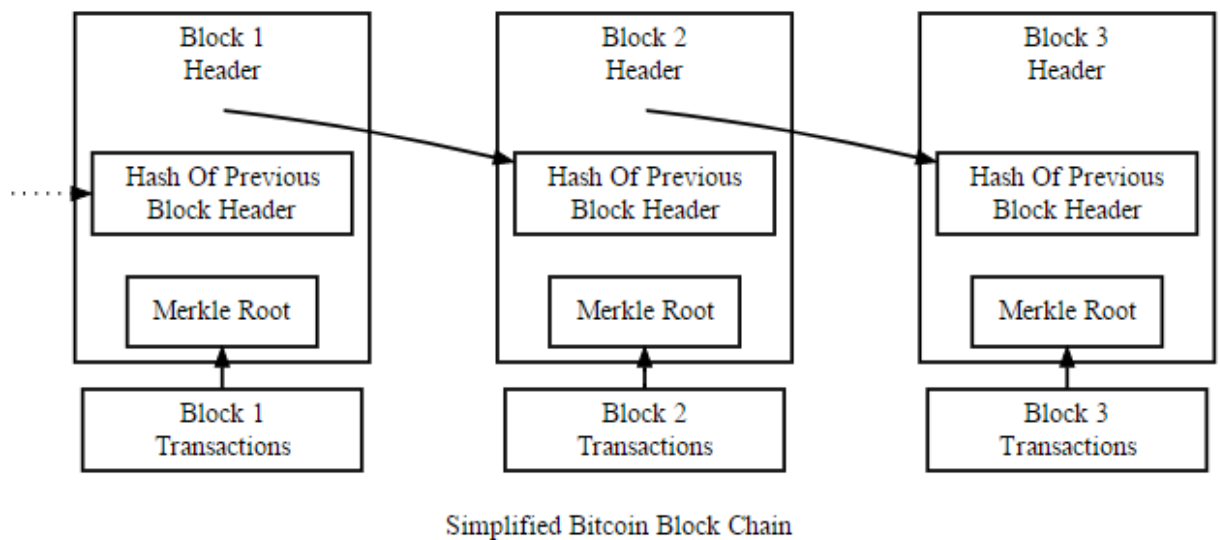 Block 1
Header
Hash Of Previous
Block Header
Merkle Root
Block 1
Transactions
Block 2
Header
Hash Of Previous
Block Header
Merkle Root
Block 2
Transactions
Block 3
Header
Hash Of Previous
Block Header
Merkle Root
Block 3
Transactions
Simplified Bitcoin Block Chain